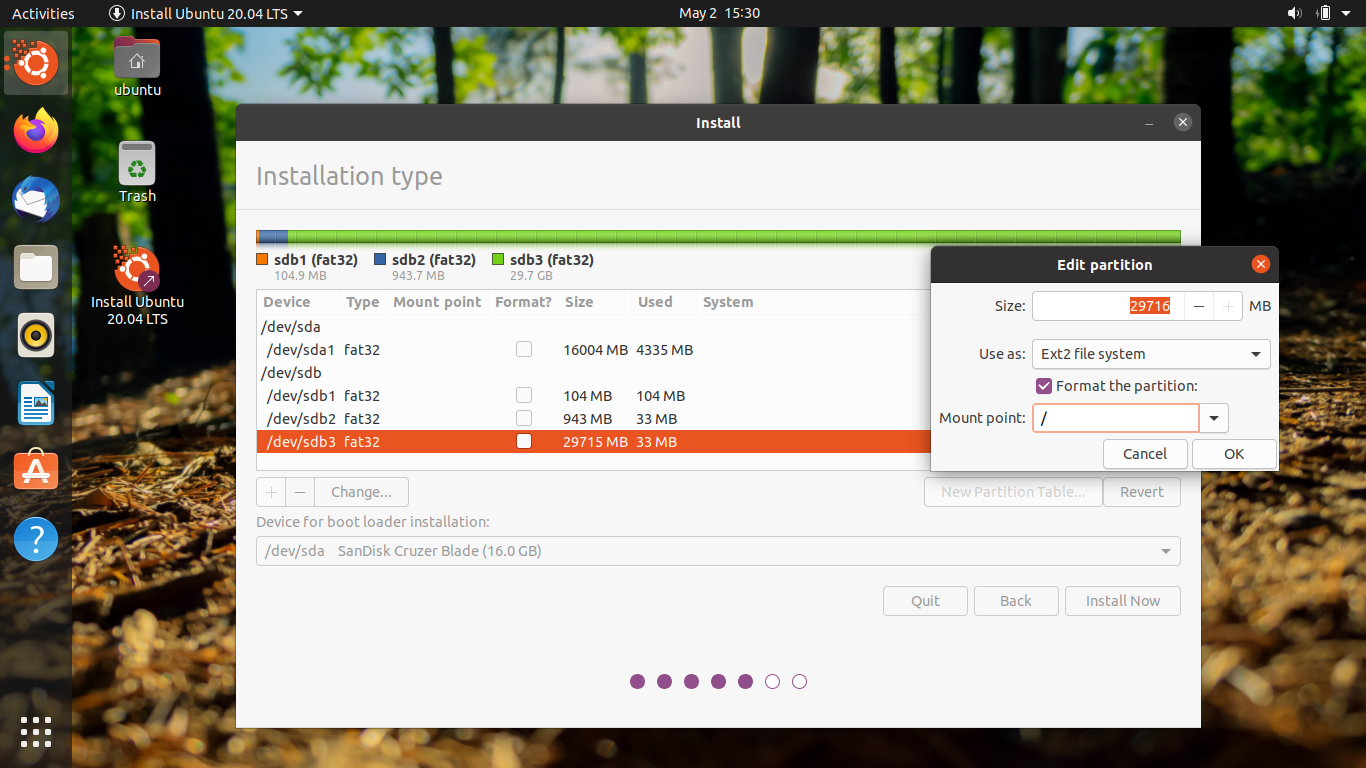 Activities Install Ubuntu 20.04 LTS May 2 15:30
ubuntu
Trash
Install Ubuntu
20.04 LTS
Install
Installation type
sdb1 (fat32) sdb2 (fat32) sdb3 (fat32)
104.9 MB 943.7 MB 29.7 GB
Device Type Mount point Format? Size Used System
/dev/sda
/dev/sda1 fat32 16004 MB 4335 MB
/dev/sdb
/dev/sdb1 fat32 104 MB 104 MB
/dev/sdb2 fat32 943 MB 33 MB
/dev/sdb3 fat32 29715 MB 33 MB
+ − Change... New Partition Table... Revert
Device for boot loader installation:
/dev/sda SanDisk Cruzer Blade (16.0 GB)
Quit Back Install Now
Edit partition
Size: 29716 − + MB
Use as: Ext2 file system
Format the partition:
Mount point: /
Cancel OK
?